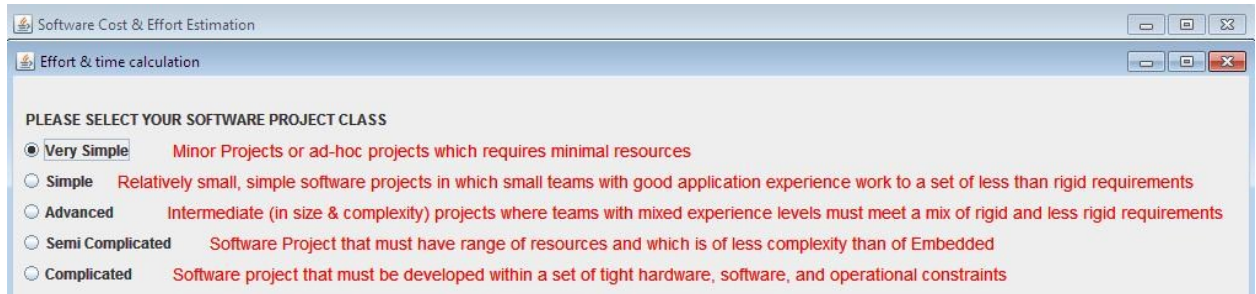 Software Cost & Effort Estimation
Effort & time calculation
PLEASE SELECT YOUR SOFTWARE PROJECT CLASS
Very Simple Minor Projects or ad-hoc projects which requires minimal resources
Simple Relatively small, simple software projects in which small teams with good application experience work to a set of less than rigid requirements
Advanced Intermediate (in size & complexity) projects where teams with mixed experience levels must meet a mix of rigid and less rigid requirements
Semi Complicated Software Project that must have range of resources and which is of less complexity than of Embedded
Complicated Software project that must be developed within a set of tight hardware, software, and operational constraints